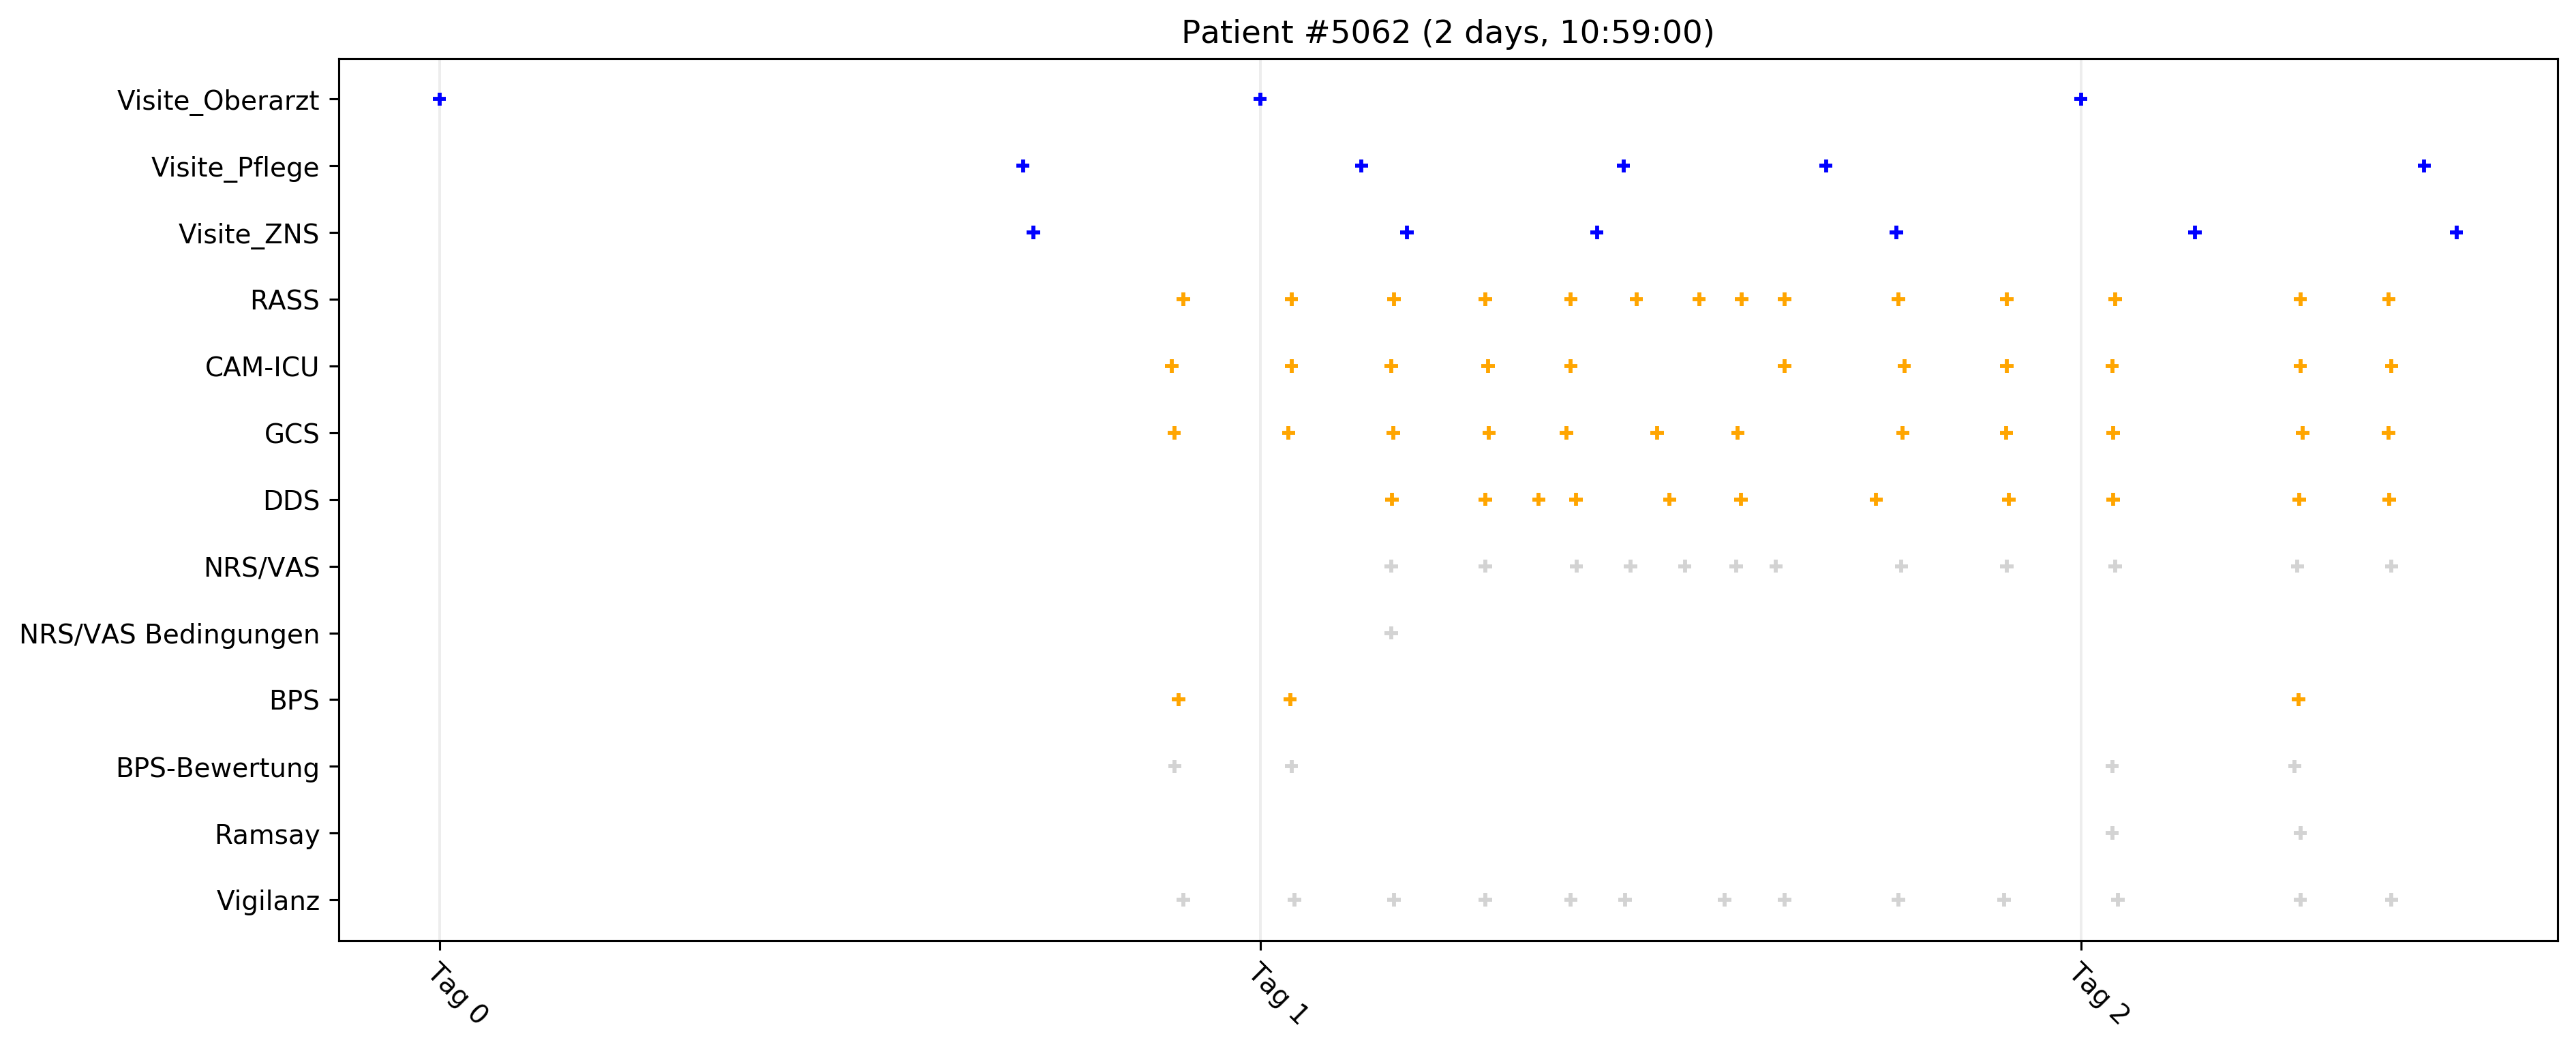 Patient #5062 (2 days, 10:59:00)
Visite_Oberarzt
Visite_Pflege
Visite_ZNS
RASS
CAM-ICU
GCS
DDS
NRS/VAS
NRS/VAS Bedingungen
BPS
BPS-Bewertung
Ramsay
Vigilanz
Tag 0
Tag 1
Tag 2